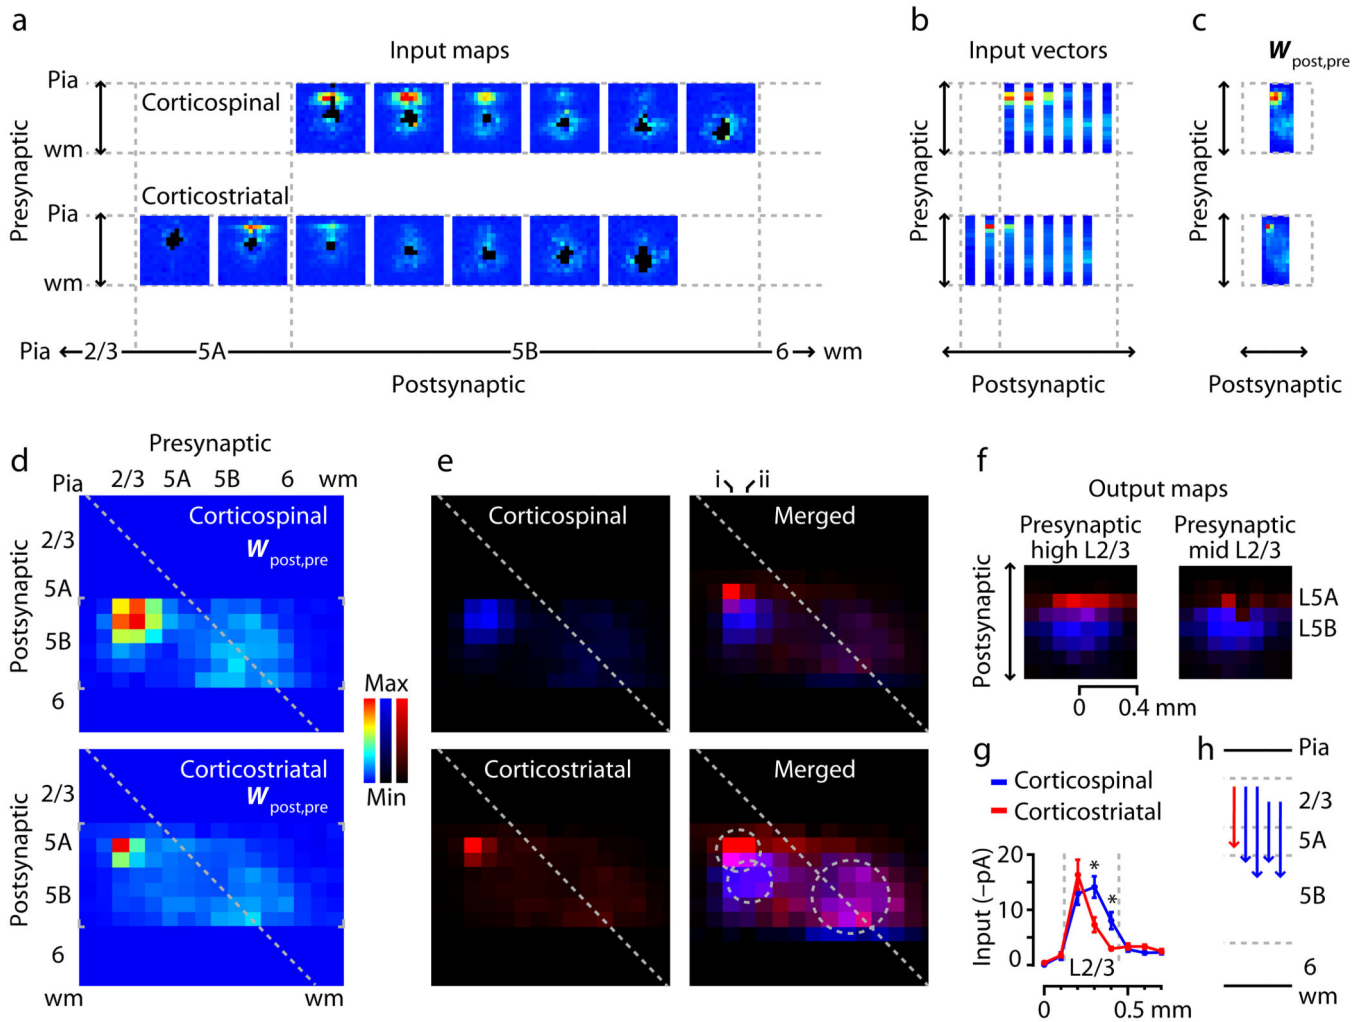 a
Input maps
Pia
Corticospinal
wm
Presynaptic
Corticostriatal
Pia
wm
Pia 2/3 5A 5B 6 wm
Postsynaptic
b
Input vectors
Presynaptic
Presynaptic
Postsynaptic
c
W post,pre
Presynaptic
Presynaptic
Postsynaptic
d
Presynaptic
Pia 2/3 5A 5B 6 wm
Corticospinal
W post,pre
Postsynaptic
2/3
5A
5B
6
Corticostriatal
W post,pre
Postsynaptic
2/3
5A
5B
6
wm
wm
Max
Min
e
i ii
Corticospinal
Merged
Corticostriatal
Merged
f
Output maps
Presynaptic
high L2/3
Presynaptic
mid L2/3
Postsynaptic
L5A
L5B
0 0.4 mm
g
Corticospinal
Corticostriatal
Input (–pA)
20
10
0
* *
L2/3
0 0.5 mm
h
Pia
2/3
5A
5B
6
wm